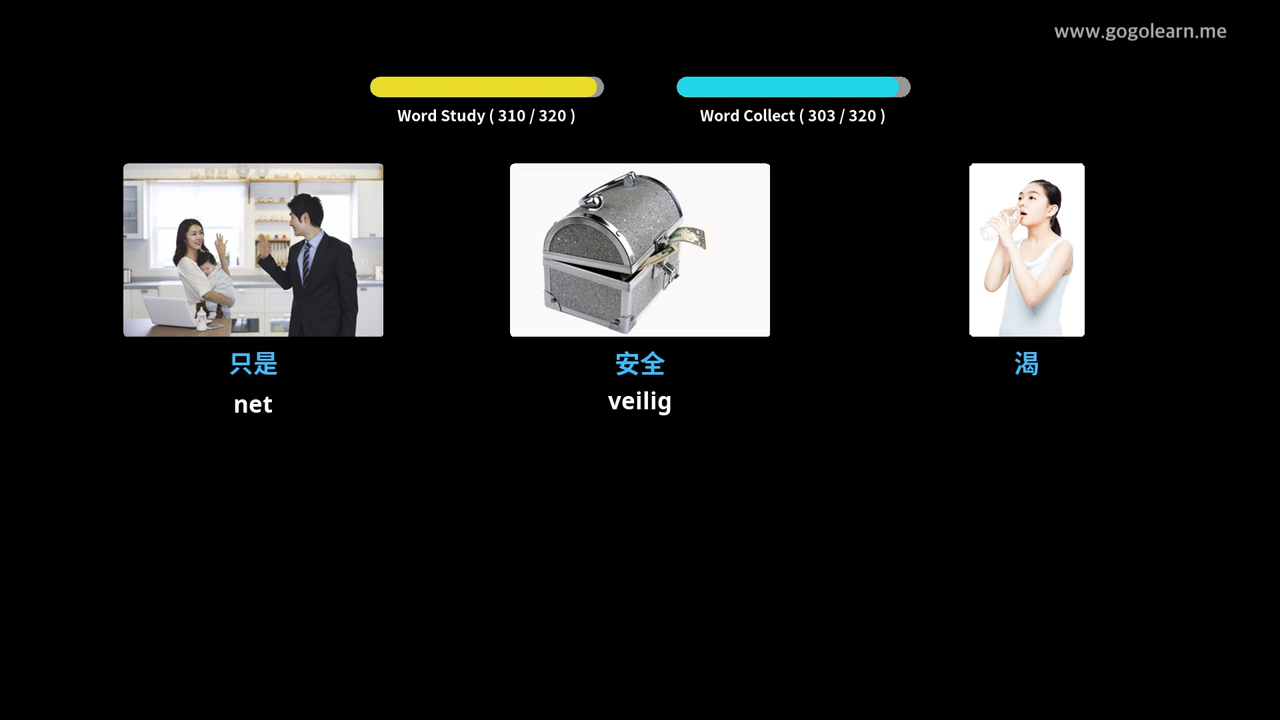 www.gogolearn.me
Word Study ( 310 / 320 )
Word Collect ( 303 / 320 )
只是
安全
渴
net
veilig